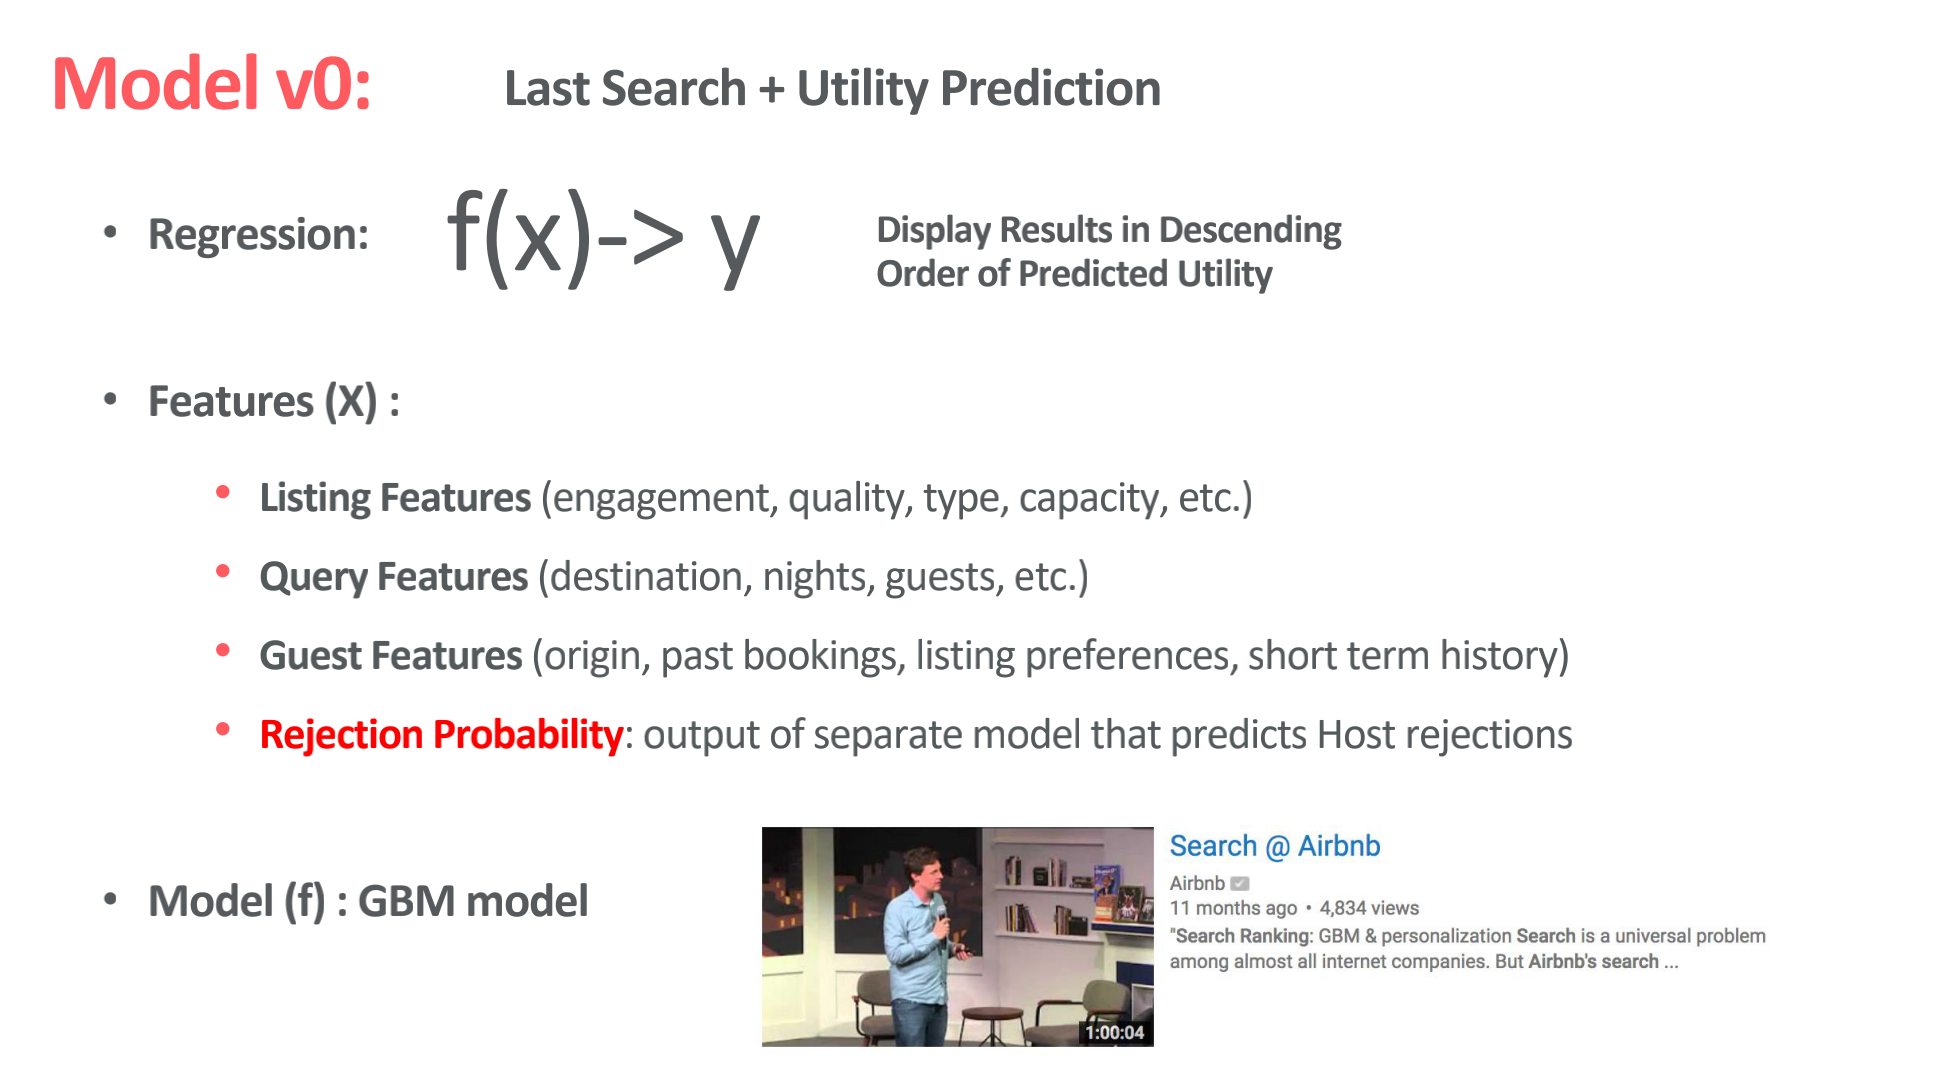 Model v0:
Last Search + Utility Prediction
• Regression:
f(x)-> y
Display Results in Descending
Order of Predicted Utility
• Features (X) :
• Listing Features (engagement, quality, type, capacity, etc.)
• Query Features (destination, nights, guests, etc.)
• Guest Features (origin, past bookings, listing preferences, short term history)
• Rejection Probability: output of separate model that predicts Host rejections
• Model (f) : GBM model
1:00:04
Search @ Airbnb
Airbnb
11 months ago • 4,834 views
"Search Ranking: GBM & personalization Search is a universal problem
among almost all internet companies. But Airbnb's search ...